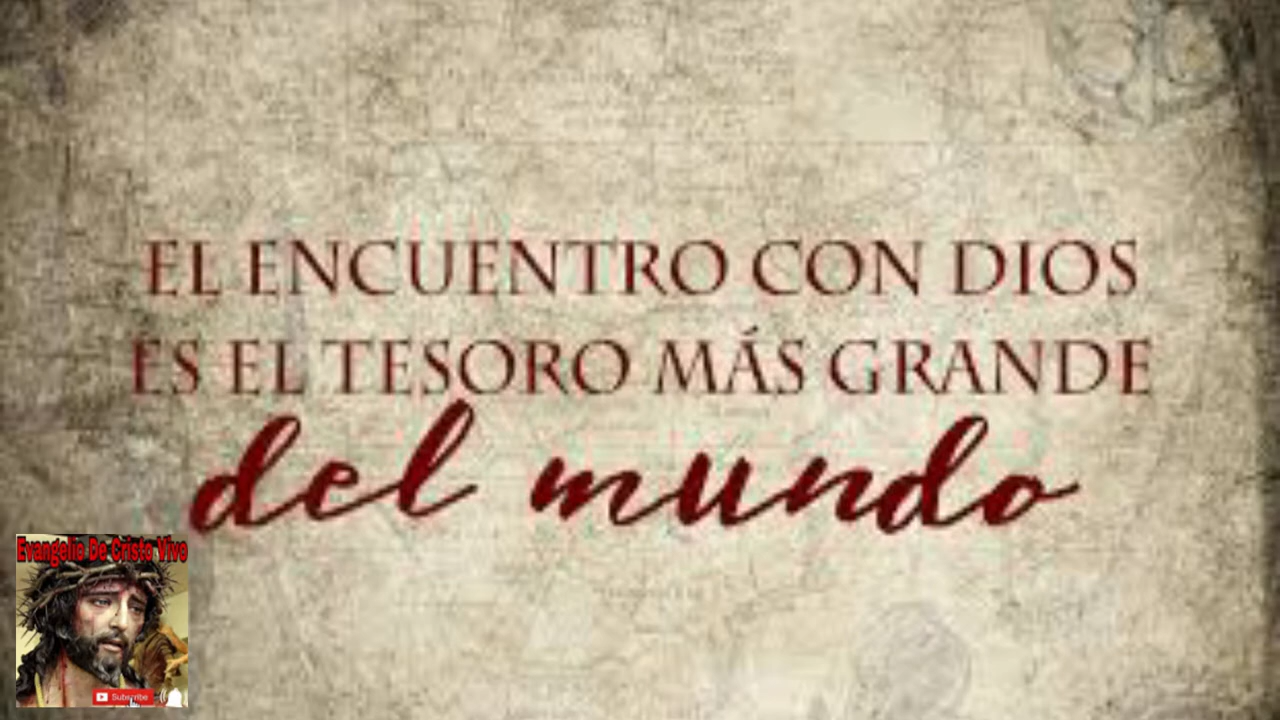 EL ENCUENTRO CON DIOS
ES EL TESORO MÁS GRANDE
del mundo
Evangelio De Cristo Vivo
Subscribe